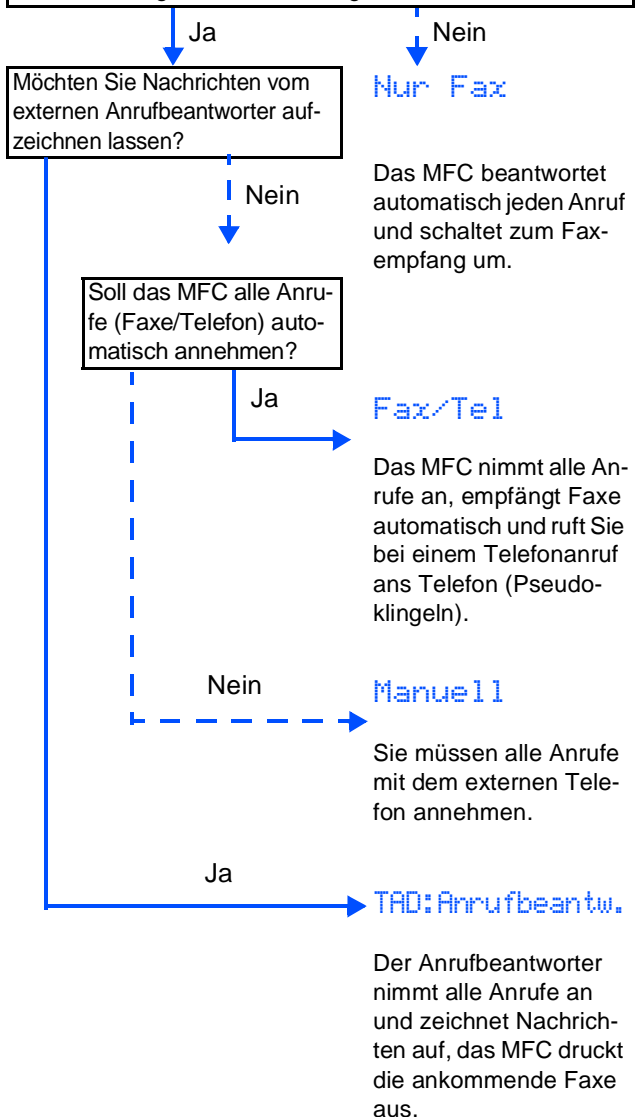 Ja
Nein
Möchten Sie Nachrichten vom
externen Anrufbeantworter auf-
zeichnen lassen?
Nur Fax
Das MFC beantwortet
automatisch jeden Anruf
und schaltet zum Fax-
empfang um.
Nein
Soll das MFC alle Anru-
fe (Faxe/Telefon) auto-
matisch annehmen?
Ja
Fax/Tel
Das MFC nimmt alle An-
rufe an, empfängt Faxe
automatisch und ruft Sie
bei einem Telefonanruf
ans Telefon (Pseudo-
klingeln).
Nein
Manuell
Sie müssen alle Anrufe
mit dem externen Tele-
fon annehmen.
Ja
TAD:Anrufbeantw.
Der Anrufbeantworter
nimmt alle Anrufe an
und zeichnet Nachrich-
ten auf, das MFC druckt
die ankommende Faxe
aus.